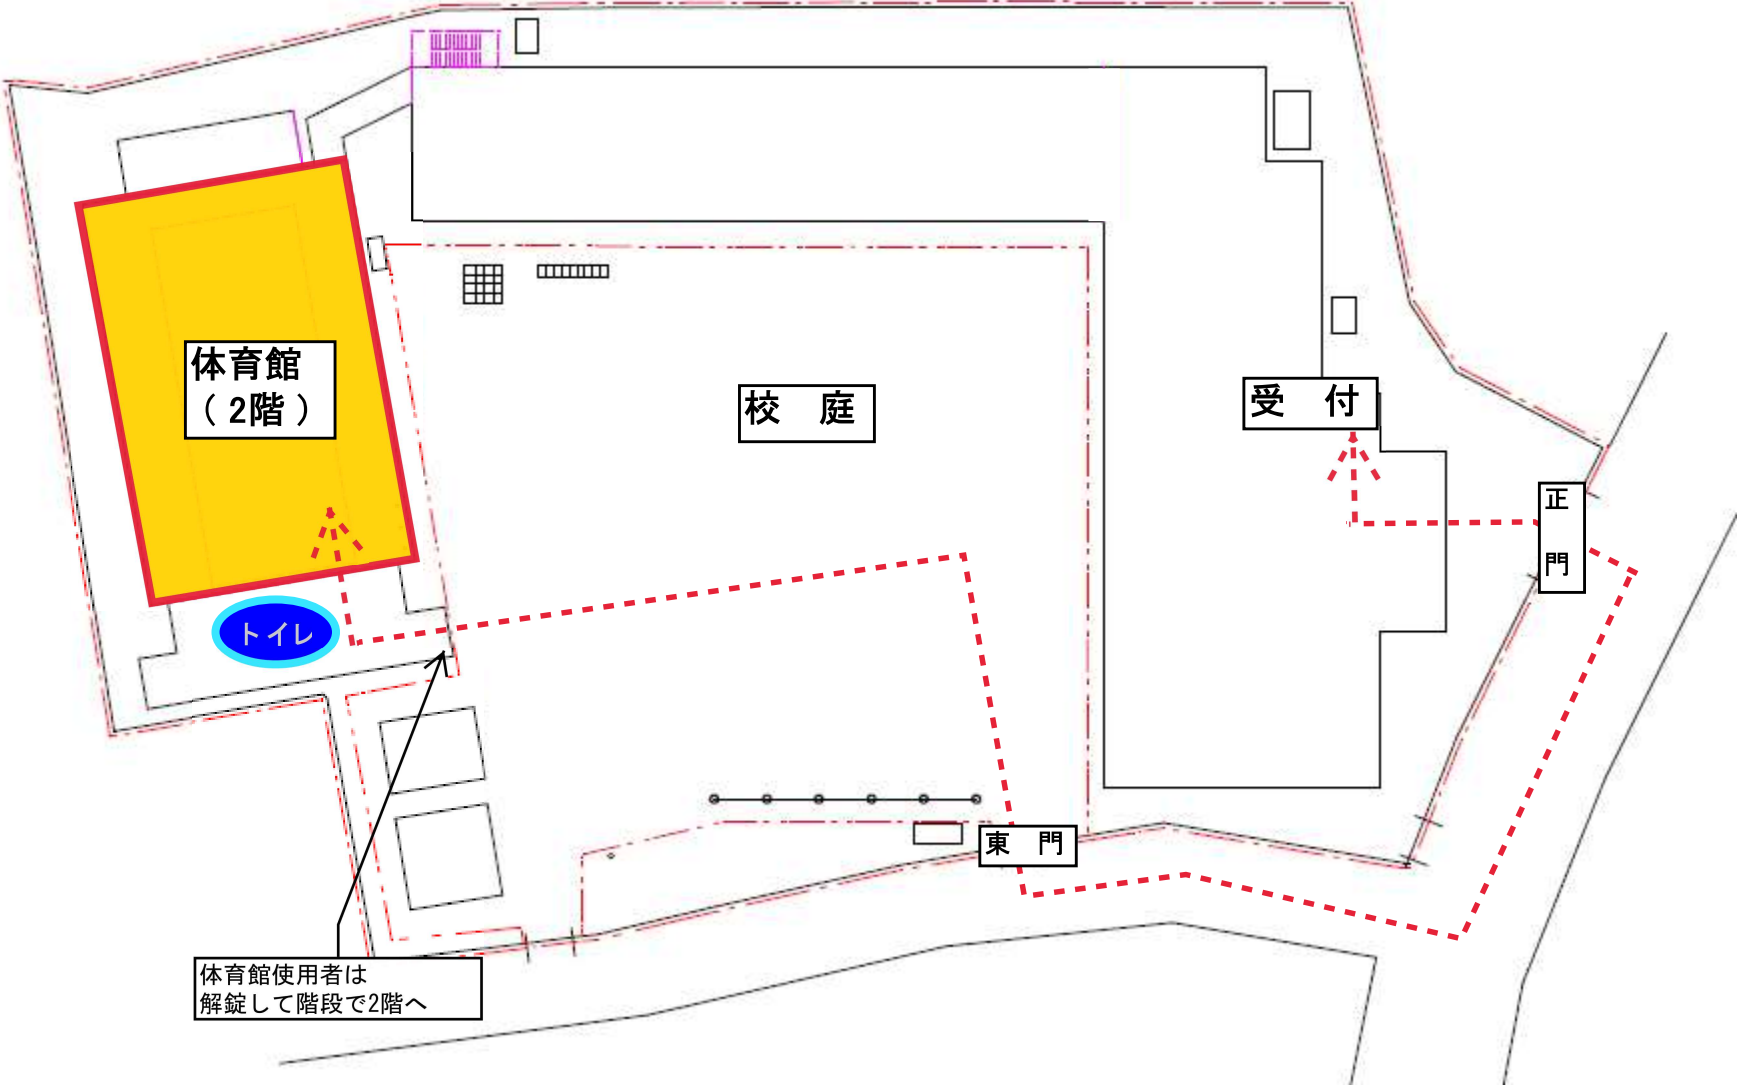 体育館
（２階）
校　庭
受　付
正
門
トイレ
東　門
体育館使用者は
解錠して階段で2階へ